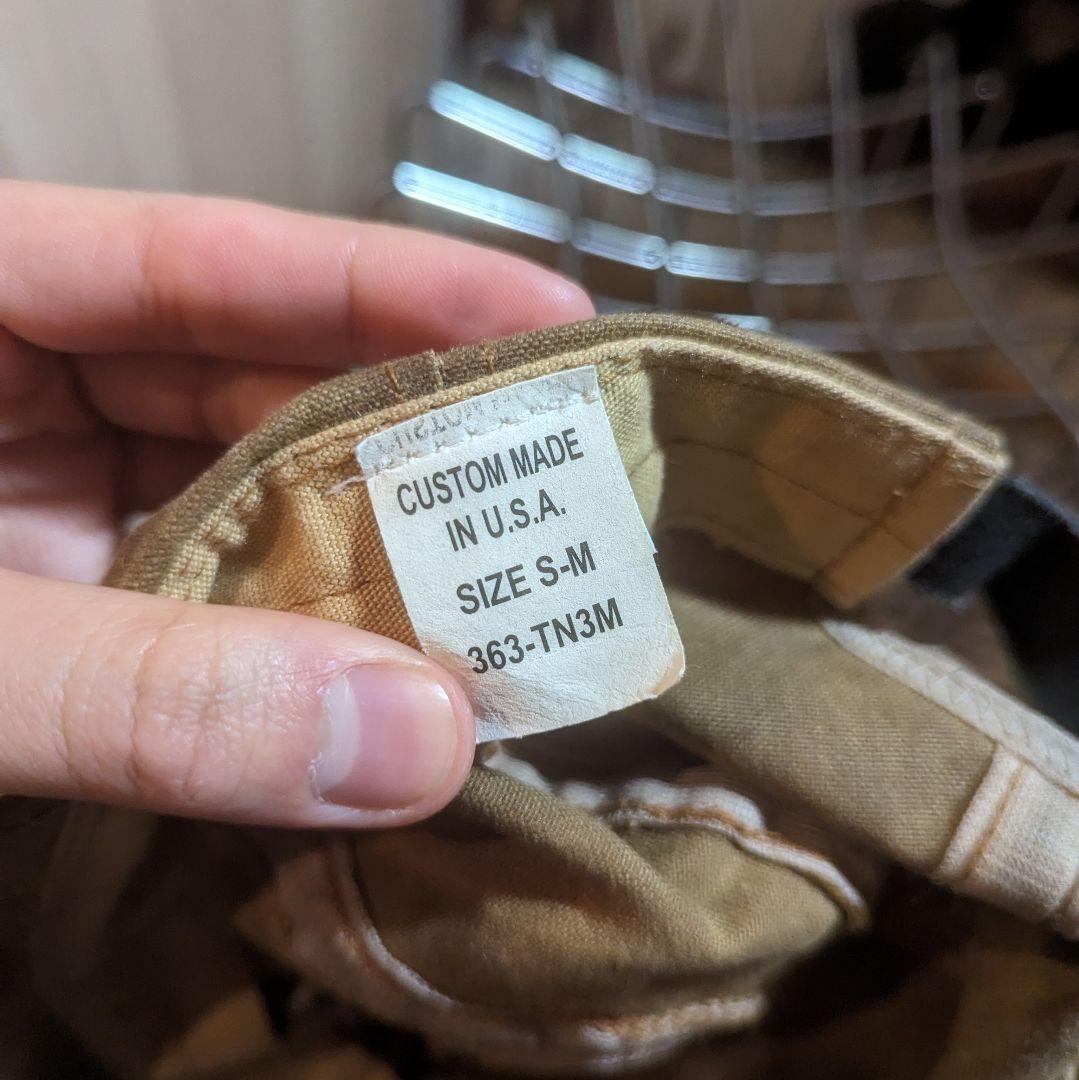 CUSTOM MADE
IN U.S.A.
SIZE S-M
363-TN3M